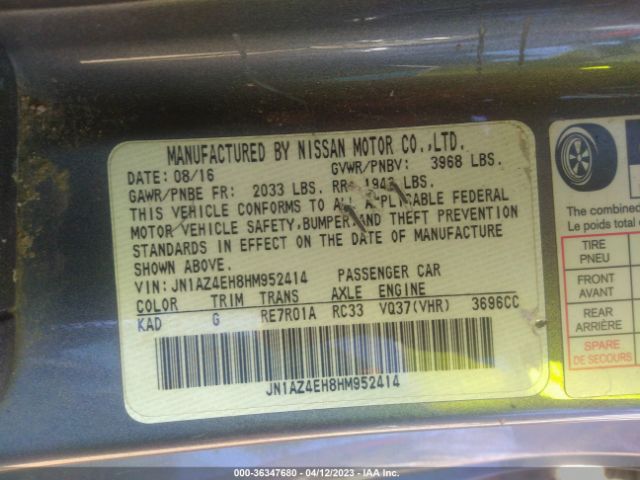 MANUFACTURED BY NISSAN MOTOR CO.,LTD.
DATE: 08/16 GVWR/PNBV: 3968 LBS.
GAWR/PNBE FR: 2033 LBS. RR: 1943 LBS.
THIS VEHICLE CONFORMS TO ALL APPLICABLE FEDERAL
MOTOR VEHICLE SAFETY,BUMPER,AND THEFT PREVENTION
STANDARDS IN EFFECT ON THE DATE OF MANUFACTURE
SHOWN ABOVE.
VIN: JN1AZ4EH8HM952414 PASSENGER CAR
COLOR TRIM TRANS AXLE ENGINE
KAD G RE7R01A RC33 VQ37(VHR) 3696CC
JN1AZ4EH8HM952414
The combined
Le poids total
TIRE
PNEU
FRONT
AVANT
REAR
ARRIÈRE
SPARE
DE SECOURS
000-36347680 - 04/12/2023 - IAA Inc.